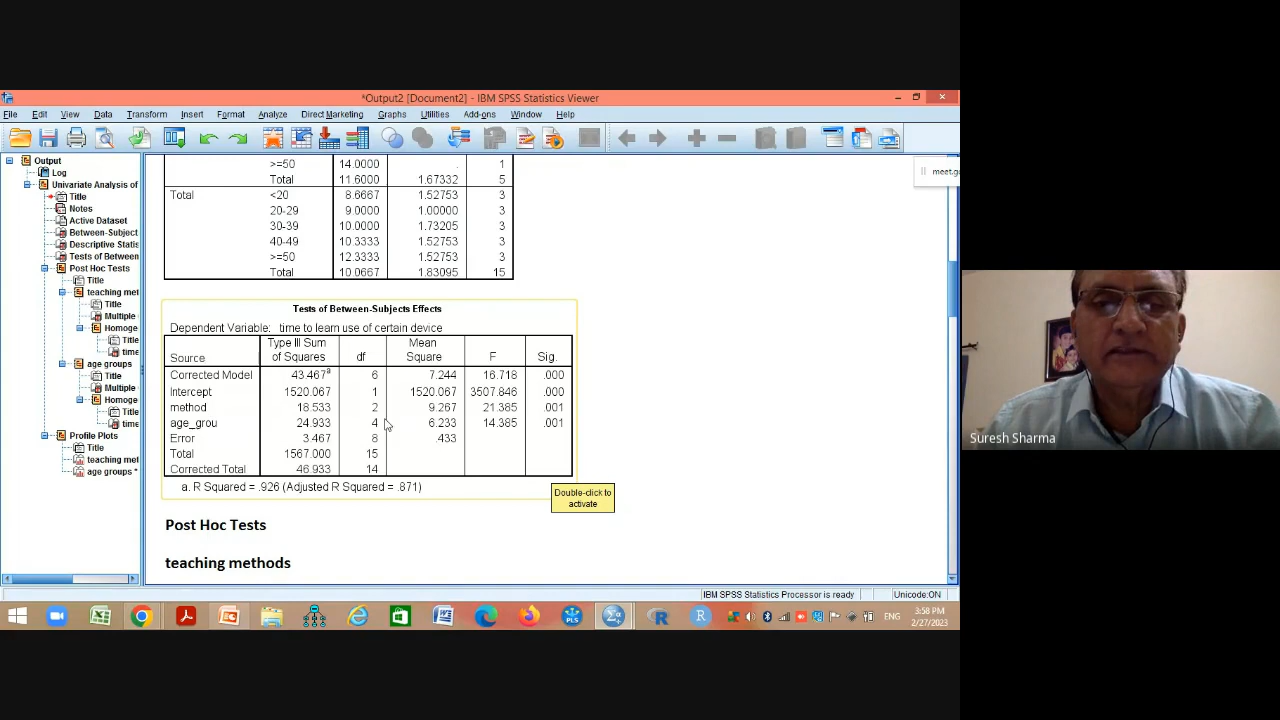 *Output2 [Document2] - IBM SPSS Statistics Viewer
File Edit View Data Transform Insert Format Analyze Direct Marketing Graphs Utilities Add-ons Window Help
Output
Log
Univariate Analysis of
Title
Notes
Active Dataset
Between-Subject
Descriptive Statis
Tests of Between
Post Hoc Tests
Title
teaching met
Title
Multiple
Homoge
Title
time
age groups
Title
Multiple
Homoge
Title
time
Profile Plots
Title
teaching met
age groups *
>=50 14.0000 . 1
Total 11.6000 1.67332 5
Total <20 8.6667 1.52753 3
20-29 9.0000 1.00000 3
30-39 10.0000 1.73205 3
40-49 10.3333 1.52753 3
>=50 12.3333 1.52753 3
Total 10.0667 1.83095 15
Tests of Between-Subjects Effects
Dependent Variable: time to learn use of certain device
Source Type III Sum of Squares df Mean Square F Sig.
Corrected Model 43.467a 6 7.244 16.718 .000
Intercept 1520.067 1 1520.067 3507.846 .000
method 18.533 2 9.267 21.385 .001
age_grou 24.933 4 6.233 14.385 .001
Error 3.467 8 .433
Total 1567.000 15
Corrected Total 46.933 14
a. R Squared = .926 (Adjusted R Squared = .871)
Double-click to
activate
Post Hoc Tests
teaching methods
meet.go
Suresh Sharma
IBM SPSS Statistics Processor is ready Unicode:ON
PLS
R R
ENG
3:58 PM
2/27/2023